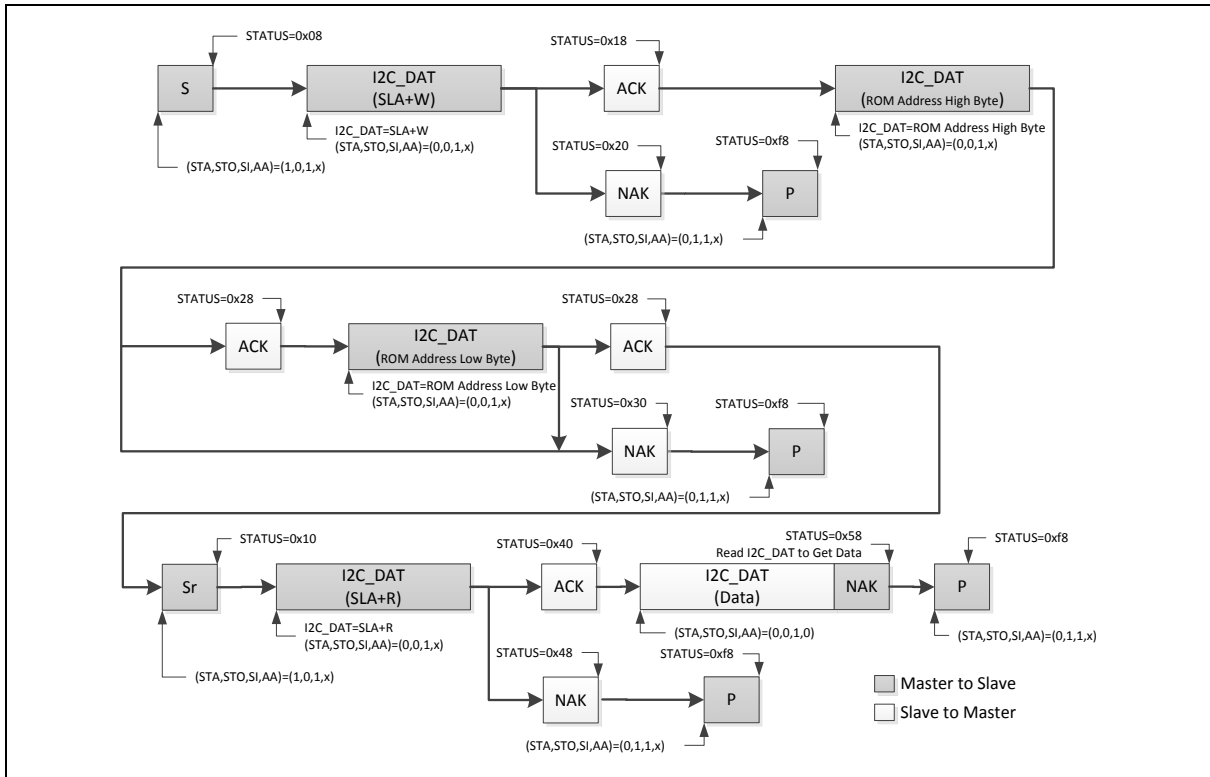 STATUS=0x08
S
I2C_DAT
(SLA+W)
I2C_DAT=SLA+W
(STA,STO,SI,AA)=(0,0,1,x)
(STA,STO,SI,AA)=(1,0,1,x)
STATUS=0x18
ACK
I2C_DAT
(ROM Address High Byte)
I2C_DAT=ROM Address High Byte
(STA,STO,SI,AA)=(0,0,1,x)
STATUS=0x20
NAK
STATUS=0xf8
P
(STA,STO,SI,AA)=(0,1,1,x)
STATUS=0x28
ACK
I2C_DAT
(ROM Address Low Byte)
I2C_DAT=ROM Address Low Byte
(STA,STO,SI,AA)=(0,0,1,x)
STATUS=0x28
ACK
STATUS=0x30
NAK
STATUS=0xf8
P
(STA,STO,SI,AA)=(0,1,1,x)
STATUS=0x10
Sr
(STA,STO,SI,AA)=(1,0,1,x)
I2C_DAT
(SLA+R)
I2C_DAT=SLA+R
(STA,STO,SI,AA)=(0,0,1,x)
STATUS=0x40
ACK
STATUS=0x58
Read I2C_DAT to Get Data
I2C_DAT
(Data)
NAK
(STA,STO,SI,AA)=(0,0,1,0)
STATUS=0xf8
P
(STA,STO,SI,AA)=(0,1,1,x)
STATUS=0x48
NAK
STATUS=0xf8
P
(STA,STO,SI,AA)=(0,1,1,x)
Master to Slave
Slave to Master